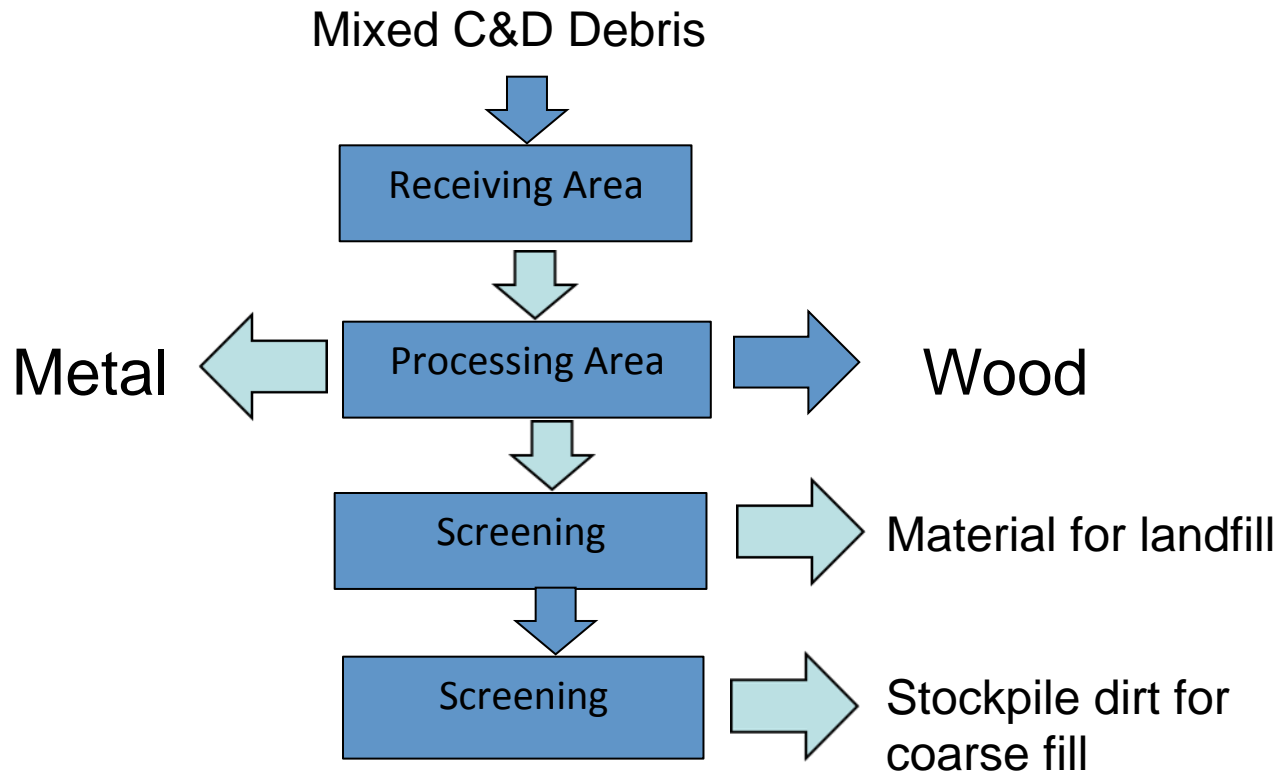 Mixed C&D Debris
Receiving Area
Metal
Processing Area
Wood
Screening
Material for landfill
Screening
Stockpile dirt for
coarse fill